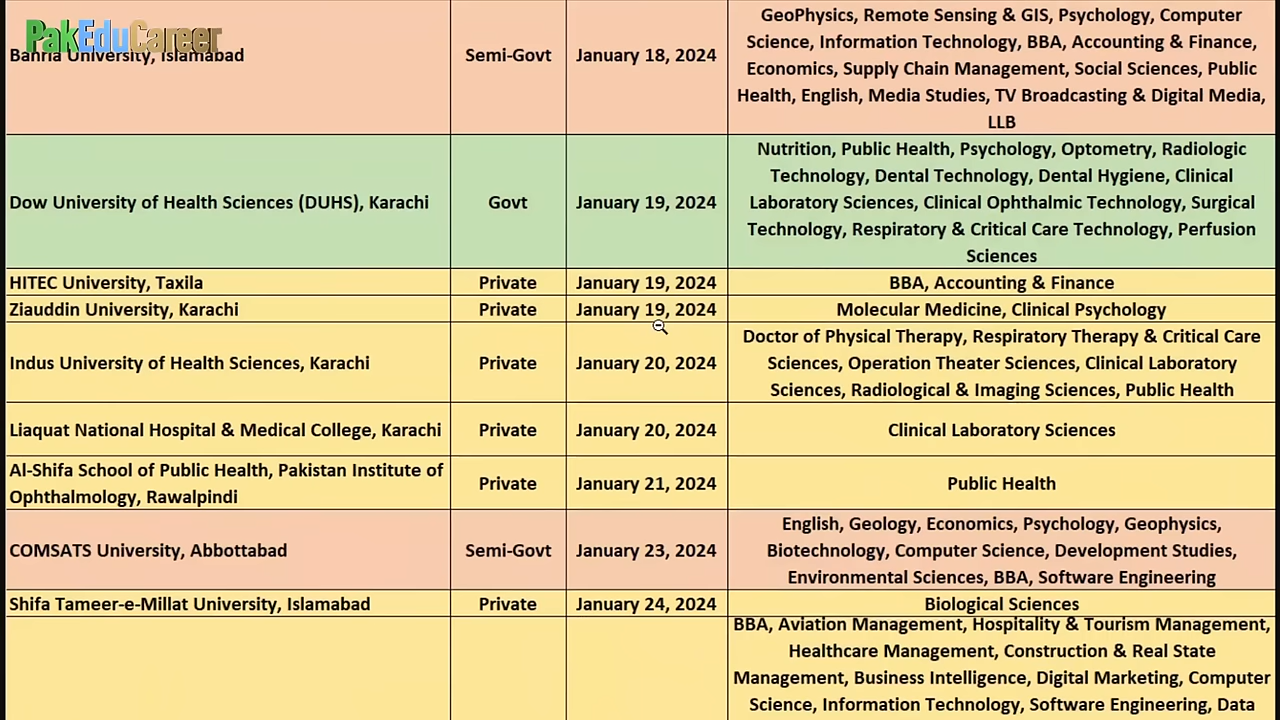 PakEduCareer
GeoPhysics, Remote Sensing & GIS, Psychology, Computer
Science, Information Technology, BBA, Accounting & Finance,
Bahria University, Islamabad Semi-Govt January 18, 2024 Economics, Supply Chain Management, Social Sciences, Public
Health, English, Media Studies, TV Broadcasting & Digital Media,
LLB
Nutrition, Public Health, Psychology, Optometry, Radiologic
Technology, Dental Technology, Dental Hygiene, Clinical
Dow University of Health Sciences (DUHS), Karachi Govt January 19, 2024 Laboratory Sciences, Clinical Ophthalmic Technology, Surgical
Technology, Respiratory & Critical Care Technology, Perfusion
Sciences
HITEC University, Taxila Private January 19, 2024 BBA, Accounting & Finance
Ziauddin University, Karachi Private January 19, 2024 Molecular Medicine, Clinical Psychology
Doctor of Physical Therapy, Respiratory Therapy & Critical Care
Indus University of Health Sciences, Karachi Private January 20, 2024 Sciences, Operation Theater Sciences, Clinical Laboratory
Sciences, Radiological & Imaging Sciences, Public Health
Liaquat National Hospital & Medical College, Karachi Private January 20, 2024 Clinical Laboratory Sciences
Al-Shifa School of Public Health, Pakistan Institute of
Ophthalmology, Rawalpindi Private January 21, 2024 Public Health
English, Geology, Economics, Psychology, Geophysics,
COMSATS University, Abbottabad Semi-Govt January 23, 2024 Biotechnology, Computer Science, Development Studies,
Environmental Sciences, BBA, Software Engineering
Shifa Tameer-e-Millat University, Islamabad Private January 24, 2024 Biological Sciences
BBA, Aviation Management, Hospitality & Tourism Management,
Healthcare Management, Construction & Real State
Management, Business Intelligence, Digital Marketing, Computer
Science, Information Technology, Software Engineering, Data